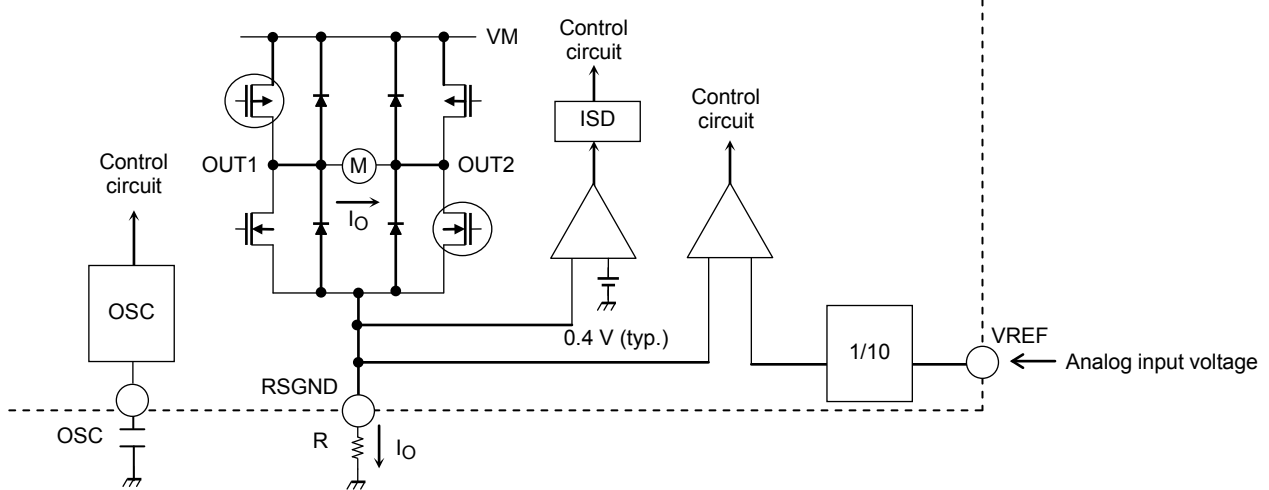 VM
Control
circuit
ISD
Control
circuit
Control
circuit
OUT1
M
OUT2
IO
OSC
0.4 V (typ.)
1/10
VREF
Analog input voltage
RSGND
OSC
R
IO